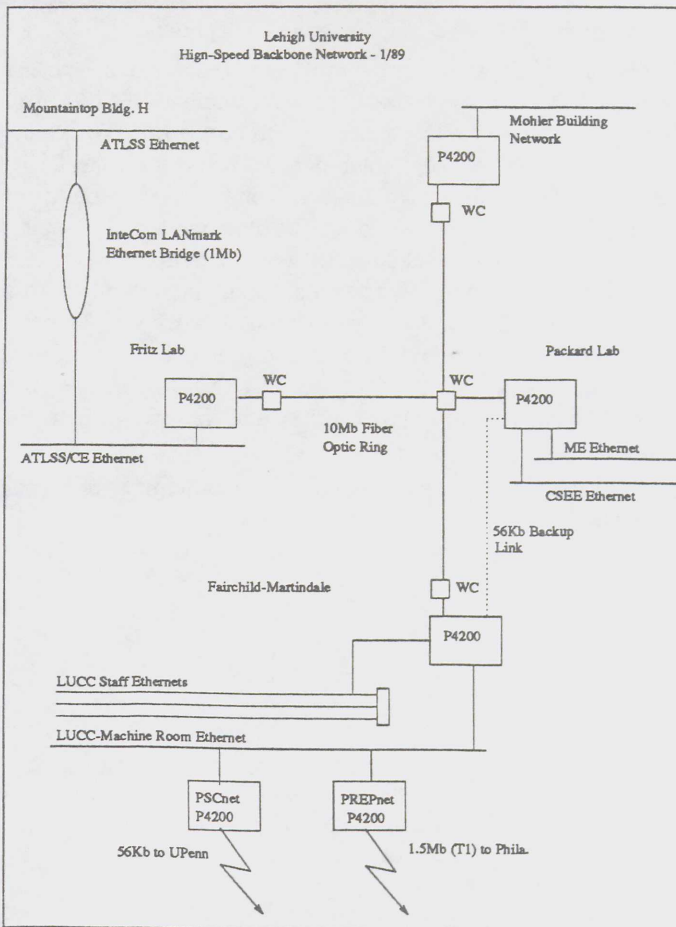 Lehigh University
Hign-Speed Backbone Network - 1/89
Mountaintop Bldg. H
Mohler Building
Network
ATLSS Ethernet
P4200
WC
InteCom LANmark
Ethernet Bridge (1Mb)
Fritz Lab
Packard Lab
WC
WC
P4200
P4200
10Mb Fiber
Optic Ring
ME Ethernet
ATLSS/CE Ethernet
CSEE Ethernet
56Kb Backup
Link
Fairchild-Martindale
WC
P4200
LUCC Staff Ethernets
LUCC-Machine Room Ethernet
PSCnet
P4200
PREPnet
P4200
56Kb to UPenn
1.5Mb (T1) to Phila.